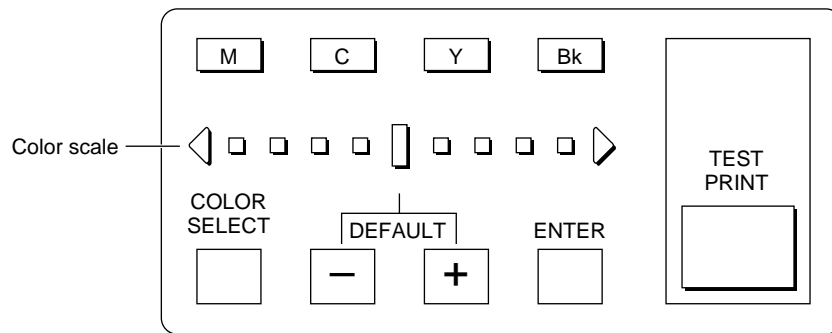 M C Y Bk
Color scale
TEST
PRINT
COLOR
SELECT
DEFAULT
ENTER
− +